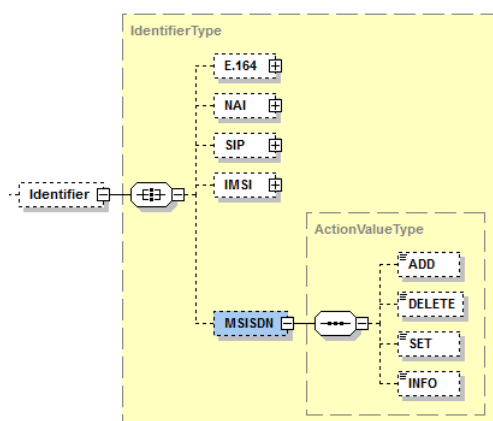 IdentifierType
E.164
NAI
SIP
IMSI
Identifier
ActionValueType
ADD
DELETE
MSISDN
SET
INFO